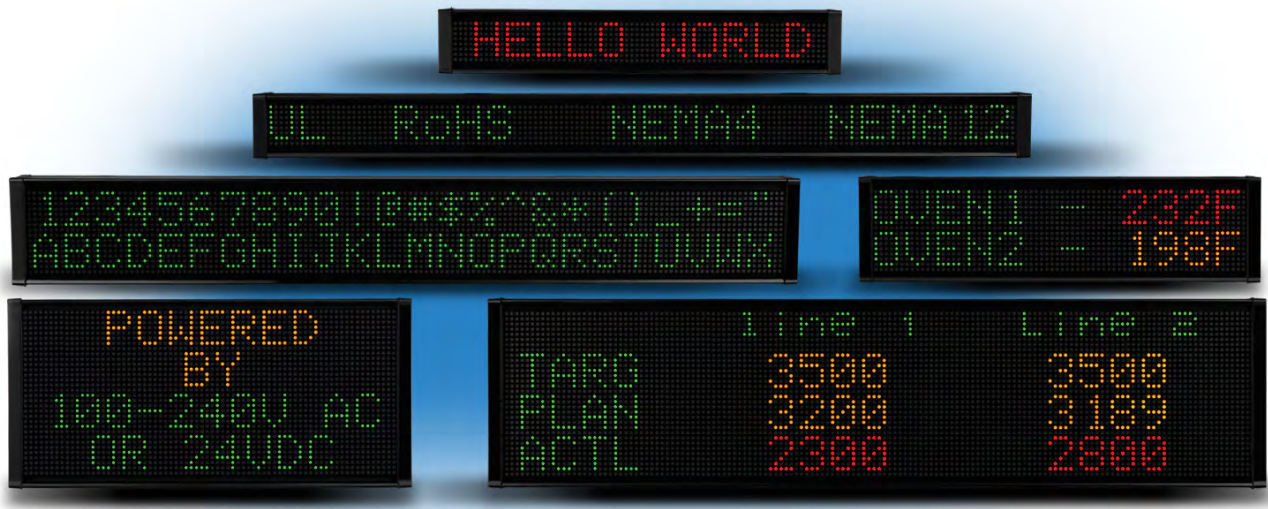 HELLO WORLD
UL RoHS NEMA4 NEMA12
1234567890!@#$%^&*()_+="
ABCDEFGHIJKLMNOPQRSTUVWX
OVEN1 - 232F
OVEN2 - 198F
POWERED
BY
100-240V AC
OR 24VDC
line 1 Line 2
TARG 3500 3500
PLAN 3200 3189
ACTL 2300 2800